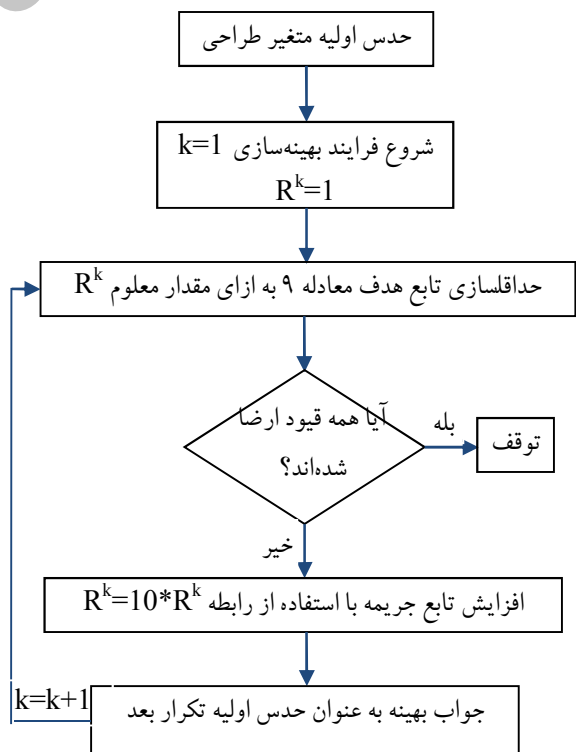 حدس اولیه متغیر طراحی
شروع فرایند بهینه‌سازی k=1
R^k=1
حداقلسازی تابع هدف معادله ۹ به ازای مقدار معلوم R^k
آیا همه قیود ارضا
شده‌اند؟
بله
توقف
خیر
افزایش تابع جریمه با استفاده از رابطه R^k=10*R^k
جواب بهینه به عنوان حدس اولیه تکرار بعد
k=k+1